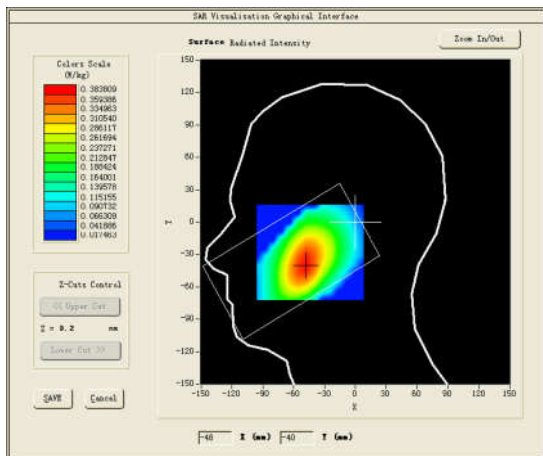 SAR Visualisation Graphical Interface
Surface Radiated Intensity
Zoom In/Out
Colors Scale
(W/kg)
0.383809
0.359386
0.334963
0.310540
0.286117
0.261694
0.237271
0.212847
0.188424
0.164001
0.139578
0.115155
0.090732
0.066309
0.041886
0.017463
150
120
90
60
30
0
-30
-60
-90
-120
-150
Y
-150 -120 -90 -60 -30 0 30 60 90 120 150
X
Z-Cuts Control
<< Upper Cut
Z = 0.2 mm
Lower Cut >>
SAVE Cancel
-48 X (mm) -40 Y (mm)